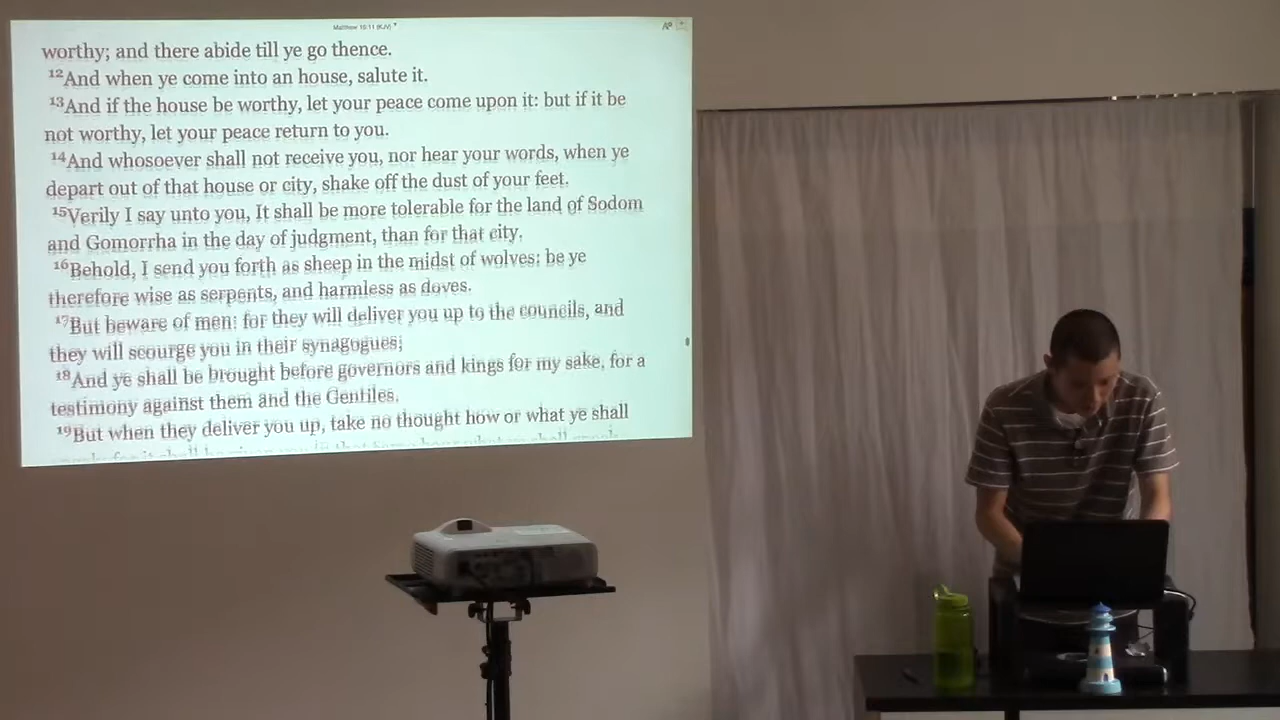 Matthew 10:11 (KJV)
worthy; and there abide till ye go thence.
12And when ye come into an house, salute it.
13And if the house be worthy, let your peace come upon it: but if it be
not worthy, let your peace return to you.
14And whosoever shall not receive you, nor hear your words, when ye
depart out of that house or city, shake off the dust of your feet.
15Verily I say unto you, It shall be more tolerable for the land of Sodom
and Gomorrha in the day of judgment, than for that city.
16Behold, I send you forth as sheep in the midst of wolves: be ye
therefore wise as serpents, and harmless as doves.
17But beware of men: for they will deliver you up to the councils, and
they will scourge you in their synagogues;
18And ye shall be brought before governors and kings for my sake, for a
testimony against them and the Gentiles.
19But when they deliver you up, take no thought how or what ye shall